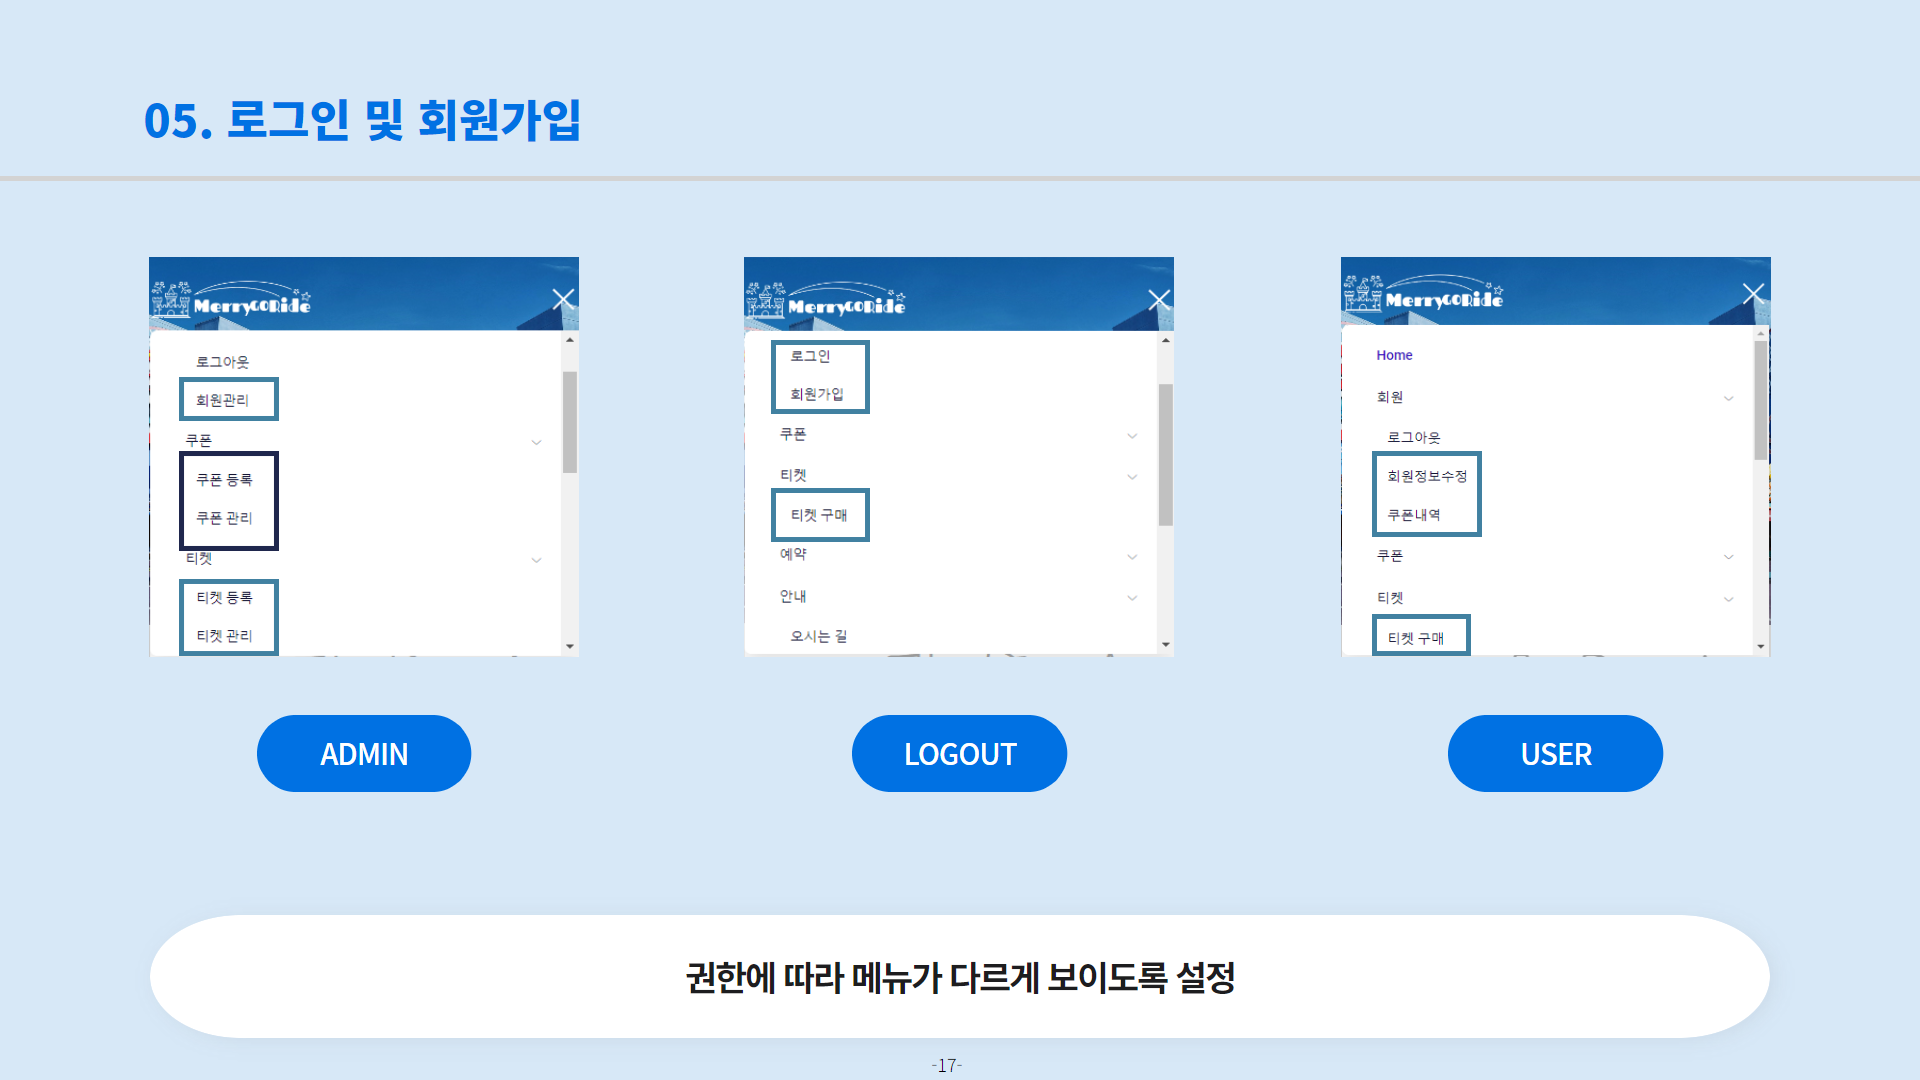 05. 로그인 및 회원가입
MerryGORide
로그아웃
회원관리
쿠폰
쿠폰 등록
쿠폰 관리
티켓
티켓 등록
티켓 관리
ADMIN
MerryGORide
로그인
회원가입
쿠폰
티켓
티켓 구매
예약
안내
오시는 길
LOGOUT
MerryGORide
Home
회원
로그아웃
회원정보수정
쿠폰내역
쿠폰
티켓
티켓 구매
USER
권한에 따라 메뉴가 다르게 보이도록 설정
-17-